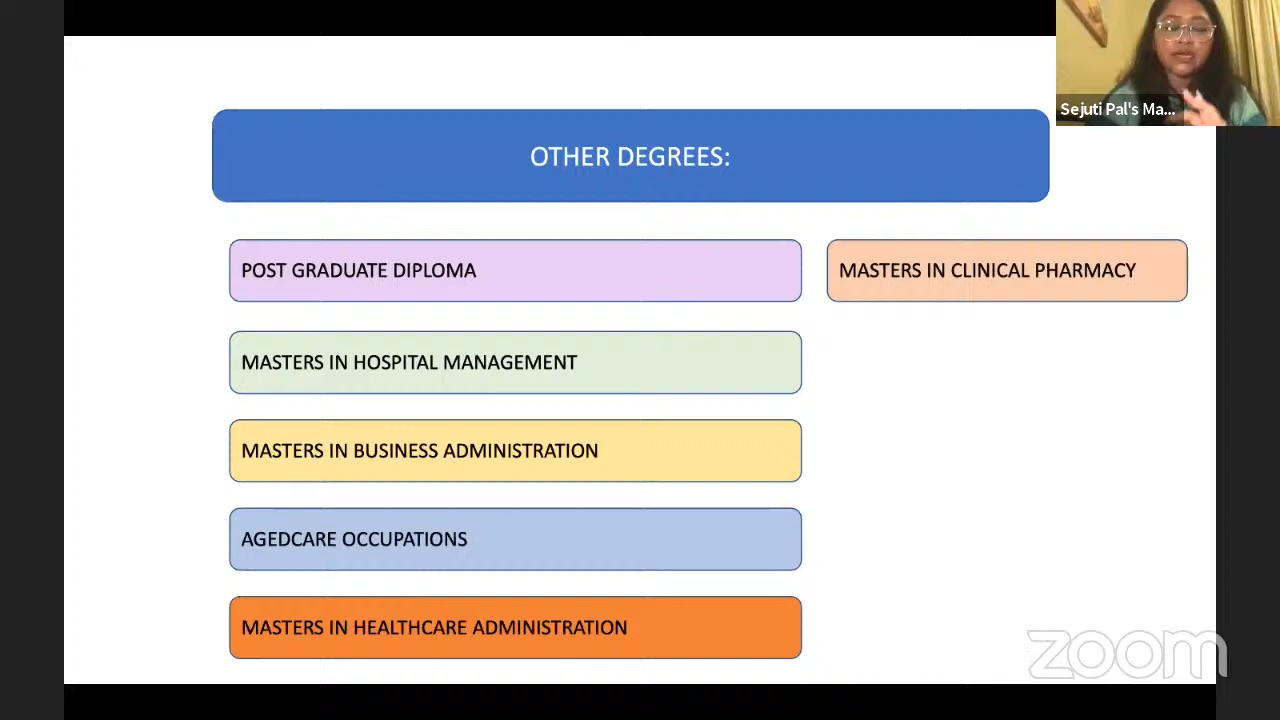 Sejuti Pal's Ma...
OTHER DEGREES:
POST GRADUATE DIPLOMA
MASTERS IN CLINICAL PHARMACY
MASTERS IN HOSPITAL MANAGEMENT
MASTERS IN BUSINESS ADMINISTRATION
AGEDCARE OCCUPATIONS
MASTERS IN HEALTHCARE ADMINISTRATION
zoom